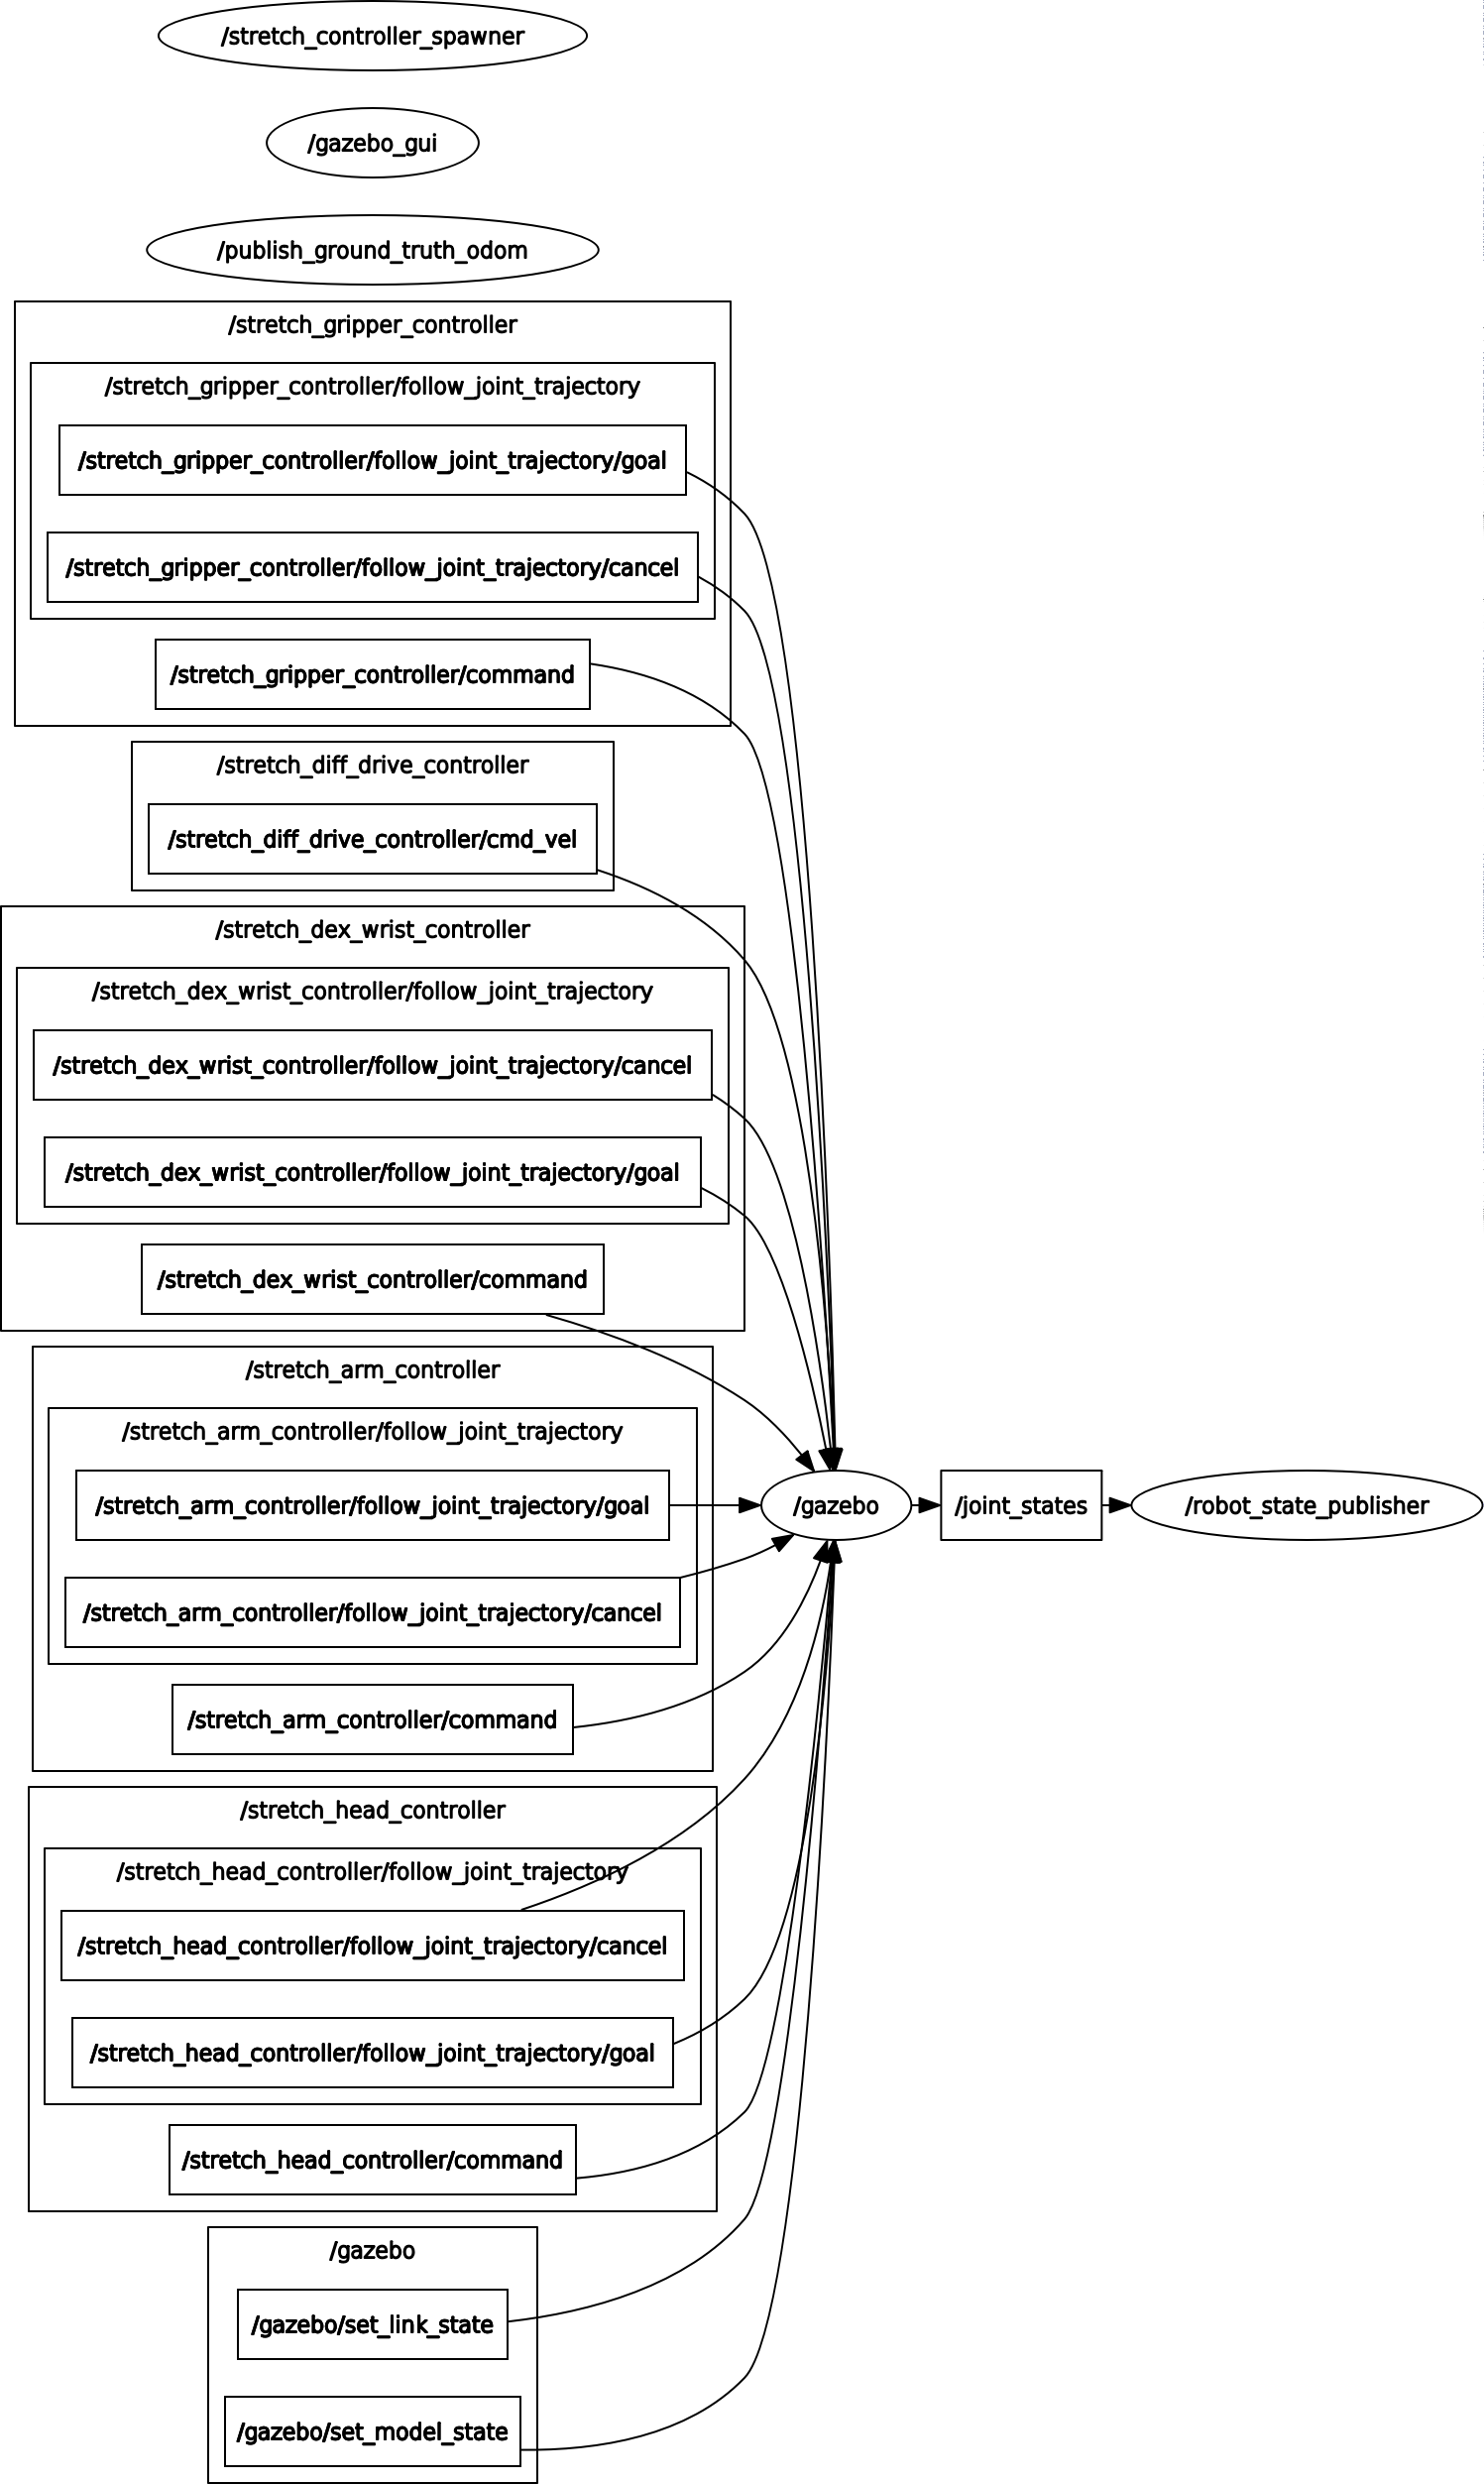 /stretch_controller_spawner
/gazebo_gui
/publish_ground_truth_odom
/stretch_gripper_controller
/stretch_gripper_controller/follow_joint_trajectory
/stretch_gripper_controller/follow_joint_trajectory/goal
/stretch_gripper_controller/follow_joint_trajectory/cancel
/stretch_gripper_controller/command
/stretch_diff_drive_controller
/stretch_diff_drive_controller/cmd_vel
/stretch_dex_wrist_controller
/stretch_dex_wrist_controller/follow_joint_trajectory
/stretch_dex_wrist_controller/follow_joint_trajectory/cancel
/stretch_dex_wrist_controller/follow_joint_trajectory/goal
/stretch_dex_wrist_controller/command
/stretch_arm_controller
/stretch_arm_controller/follow_joint_trajectory
/stretch_arm_controller/follow_joint_trajectory/goal
/stretch_arm_controller/follow_joint_trajectory/cancel
/stretch_arm_controller/command
/stretch_head_controller
/stretch_head_controller/follow_joint_trajectory
/stretch_head_controller/follow_joint_trajectory/cancel
/stretch_head_controller/follow_joint_trajectory/goal
/stretch_head_controller/command
/gazebo
/gazebo/set_link_state
/gazebo/set_model_state
/gazebo
/joint_states
/robot_state_publisher